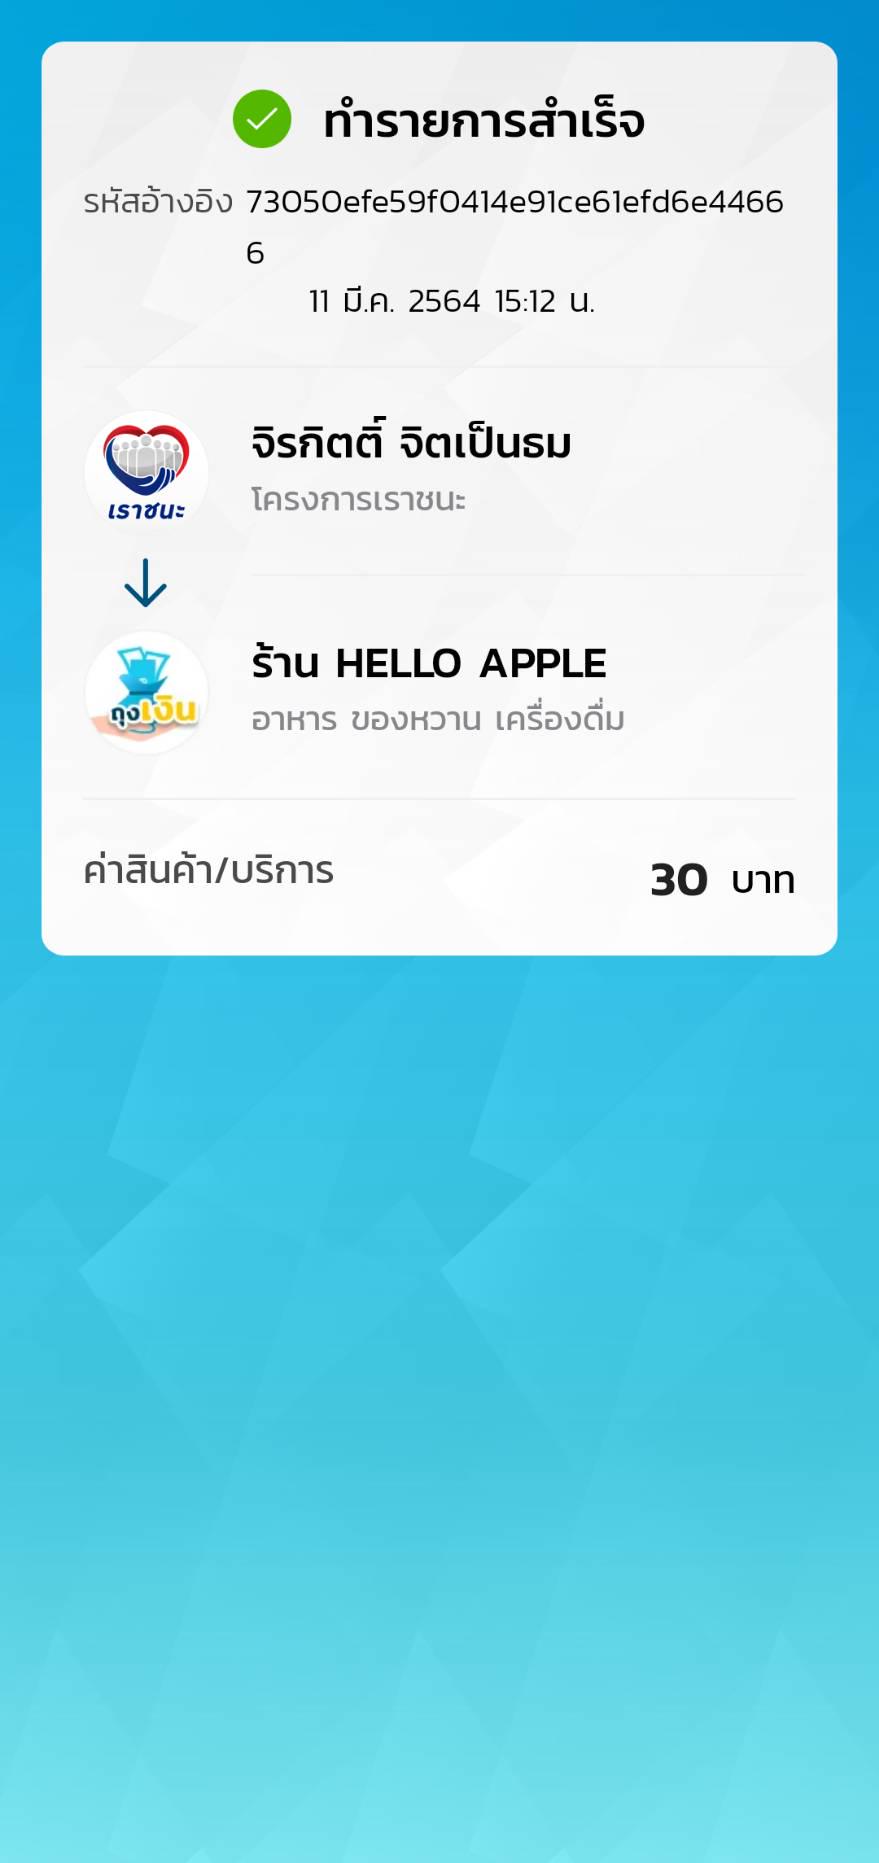 ทำรายการสำเร็จ
รหัสอ้างอิง 73050efe59f0414e91ce61efd6e4466
6
11 มี.ค. 2564 15:12 น.
จิรกิตติ์ จิตเป็นธม
เราชนะ
โครงการเราชนะ
ร้าน HELLO APPLE
ถุงเงิน
อาหาร ของหวาน เครื่องดื่ม
ค่าสินค้า/บริการ
30 บาท